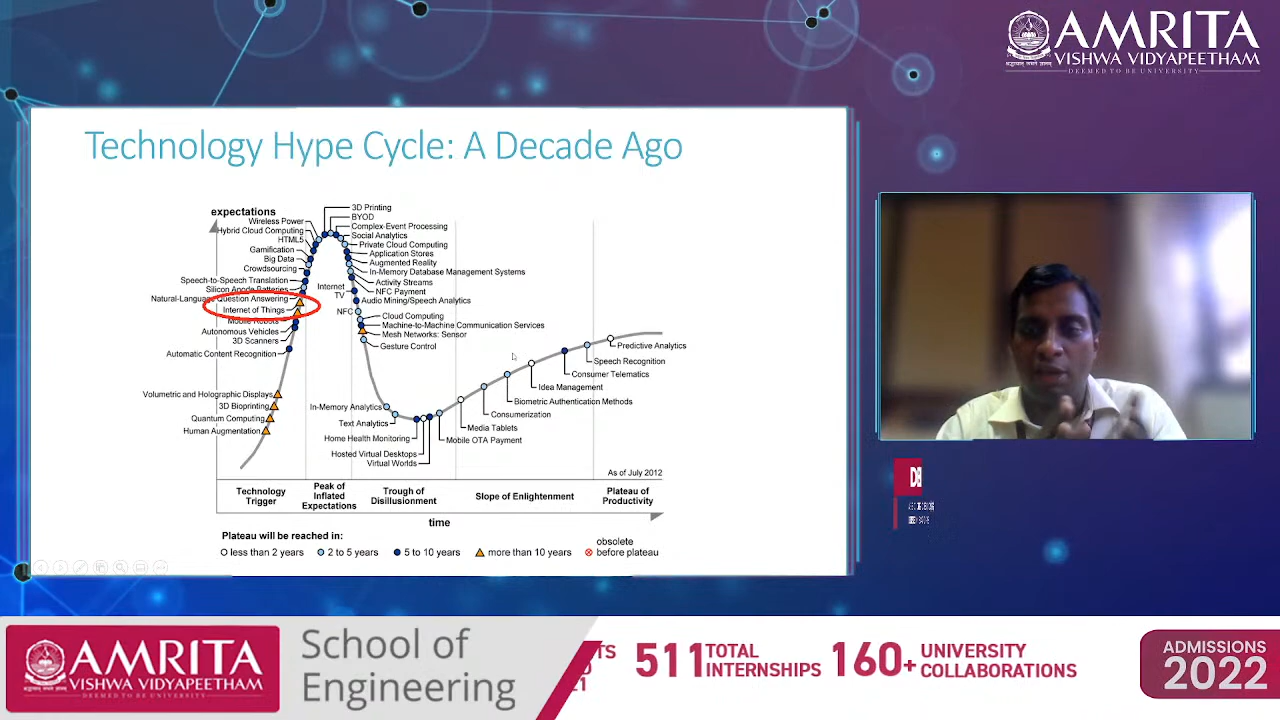 AMRITA
VISHWA VIDYAPEETHAM
DEEMED TO BE UNIVERSITY
Technology Hype Cycle: A Decade Ago
expectations
3D Printing
BYOD
Wireless Power
Complex-Event Processing
Hybrid Cloud Computing
Social Analytics
HTML5
Private Cloud Computing
Gamification
Application Stores
Big Data
Augmented Reality
Crowdsourcing
In-Memory Database Management Systems
Speech-to-Speech Translation
Activity Streams
Silicon Anode Batteries
Internet
TV
NFC Payment
Natural-Language Question Answering
Audio Mining/Speech Analytics
Internet of Things
NFC
Cloud Computing
Mobile Robots
Machine-to-Machine Communication Services
Autonomous Vehicles
Mesh Networks: Sensor
3D Scanners
Gesture Control
Automatic Content Recognition
Predictive Analytics
Speech Recognition
Consumer Telematics
Idea Management
Volumetric and Holographic Displays
Biometric Authentication Methods
3D Bioprinting
In-Memory Analytics
Consumerization
Quantum Computing
Text Analytics
Media Tablets
Human Augmentation
Home Health Monitoring
Mobile OTA Payment
Hosted Virtual Desktops
Virtual Worlds
As of July 2012
Technology
Trigger
Peak of
Inflated
Expectations
Trough of
Disillusionment
Slope of Enlightenment
Plateau of
Productivity
time
Plateau will be reached in:
less than 2 years
2 to 5 years
5 to 10 years
more than 10 years
obsolete
before plateau
AMRITA
VISHWA VIDYAPEETHAM
DEEMED TO BE UNIVERSITY
School of
Engineering
511 TOTAL
INTERNSHIPS
160+ UNIVERSITY
COLLABORATIONS
ADMISSIONS
2022